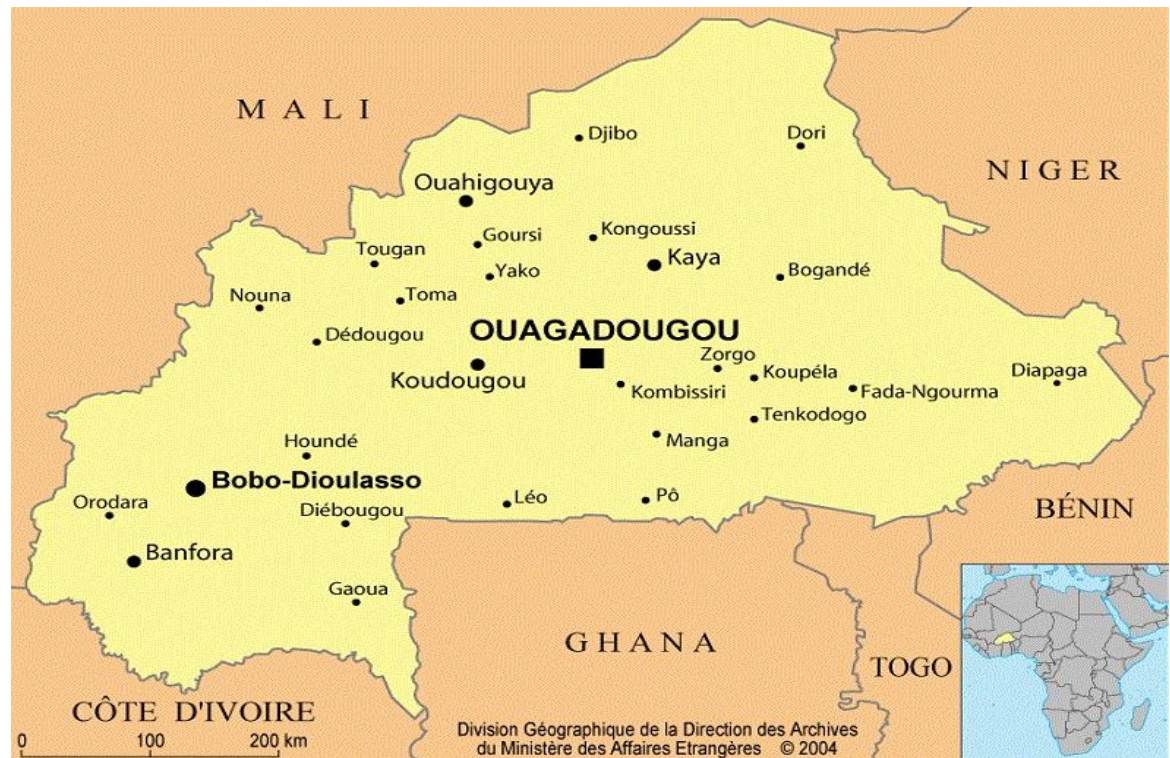 MALI
Djibo
Dori
NIGER
Ouahigouya
Goursi
Kongoussi
Tougan
Kaya
Yako
Bogandé
Nouna
Toma
OUAGADOUGOU
Dédougou
Zorgo
Koudougou
Koupéla
Diapaga
Kombissiri
Fada-Ngourma
Tenkodogo
Manga
Houndé
Bobo-Dioulasso
Orodara
Léo
Pô
Diébougou
BÉNIN
Banfora
Gaoua
GHANA
TOGO
CÔTE D'IVOIRE
0 100 200 km
Division Géographique de la Direction des Archives
du Ministère des Affaires Etrangères © 2004